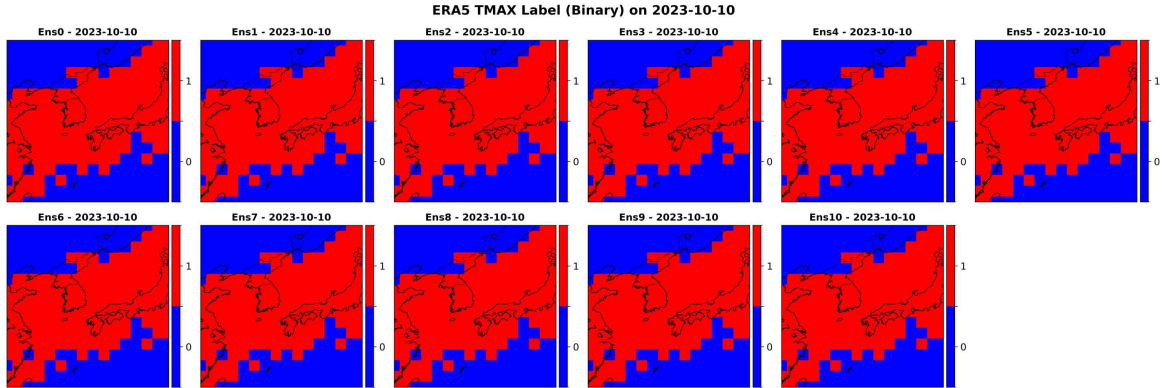 ERA5 TMAX Label (Binary) on 2023-10-10
Ens0 - 2023-10-10
Ens1 - 2023-10-10
Ens2 - 2023-10-10
Ens3 - 2023-10-10
Ens4 - 2023-10-10
Ens5 - 2023-10-10
1
1
1
1
1
1
0
0
0
0
0
0
Ens6 - 2023-10-10
Ens7 - 2023-10-10
Ens8 - 2023-10-10
Ens9 - 2023-10-10
Ens10 - 2023-10-10
1
1
1
1
1
0
0
0
0
0